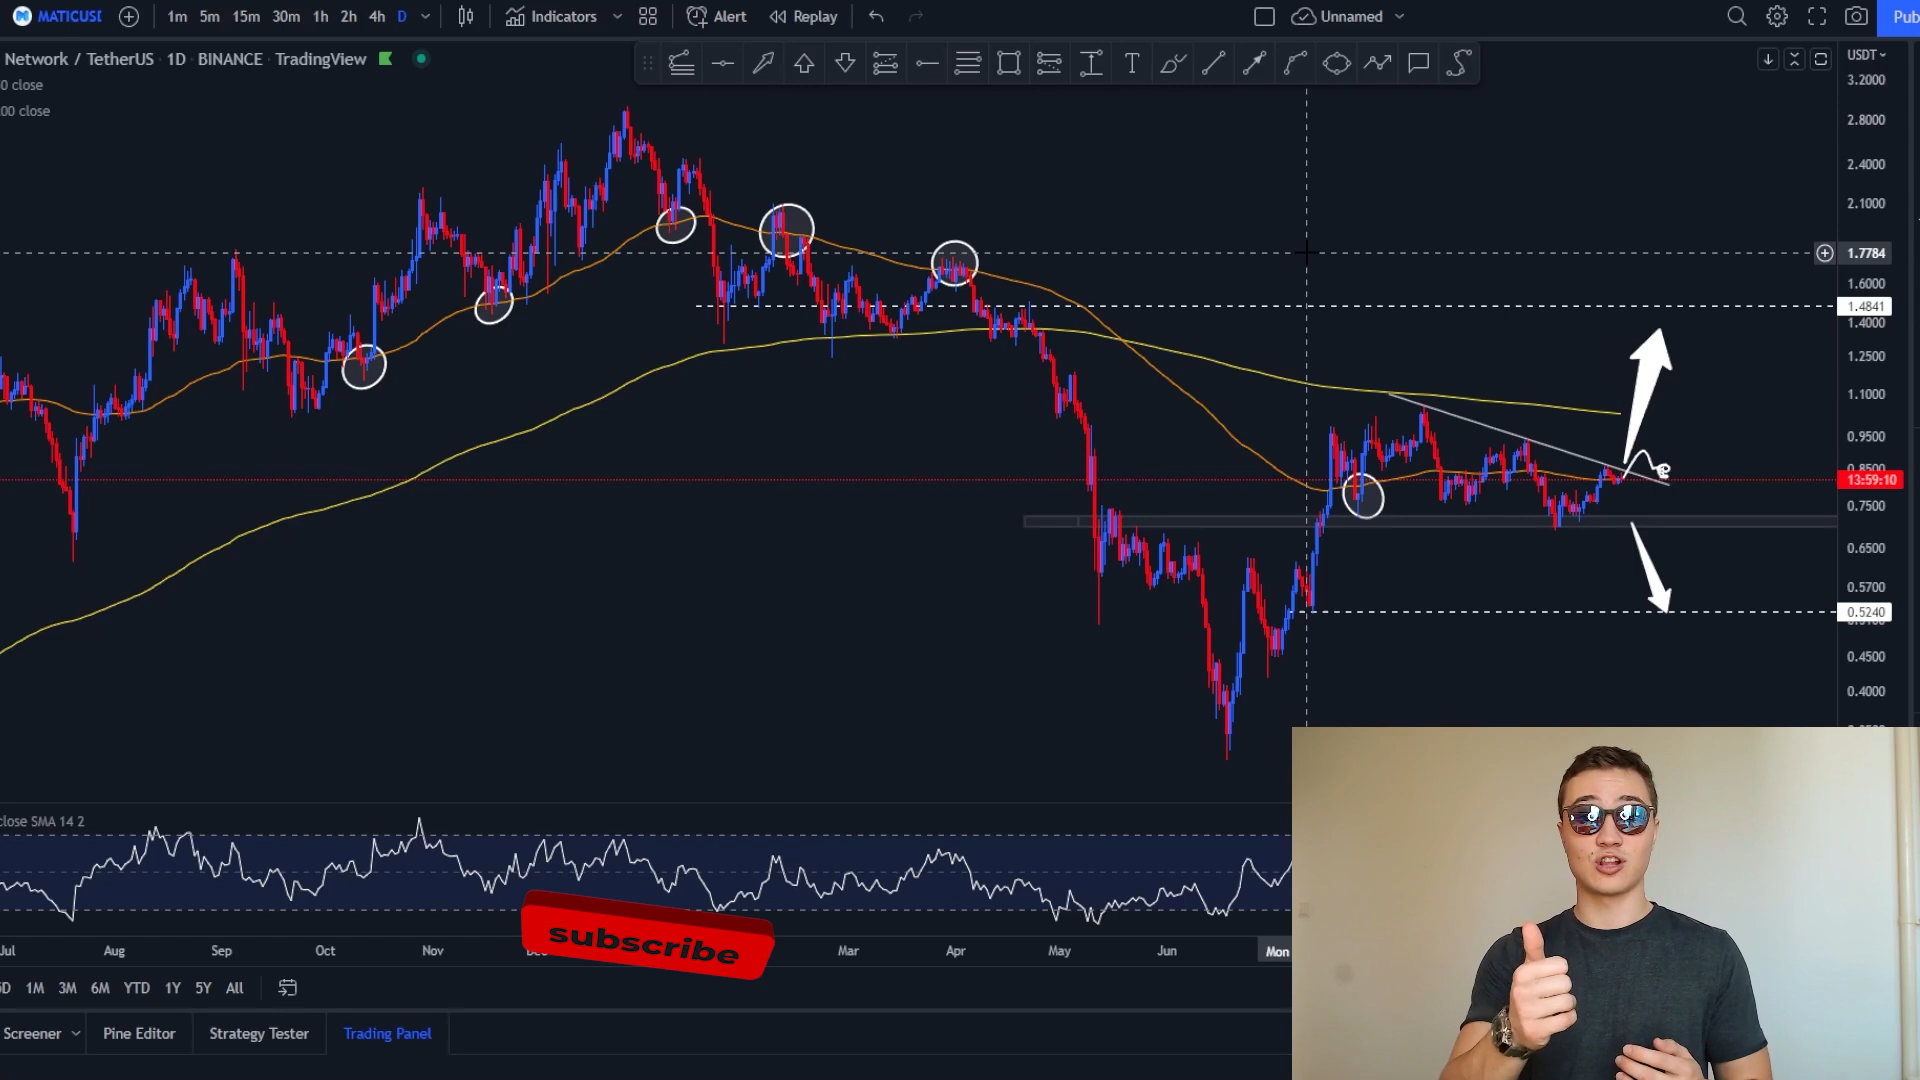 MATICUSI
1m 5m 15m 30m 1h 2h 4h D
Indicators
Alert
Replay
Unnamed
Pub
Network / TetherUS · 1D · BINANCE · TradingView
0 close
00 close
USDT
3.2000
2.8000
2.4000
2.1000
1.7784
1.6000
1.4841
1.4000
1.2500
1.1000
0.9500
0.8500
13:59:10
0.7500
0.6500
0.5700
0.5240
0.4500
0.4000
close SMA 14 2
subscribe
Jul Aug Sep Oct Nov Mar Apr May Jun Mon
5D 1M 3M 6M YTD 1Y 5Y All
Screener Pine Editor Strategy Tester Trading Panel